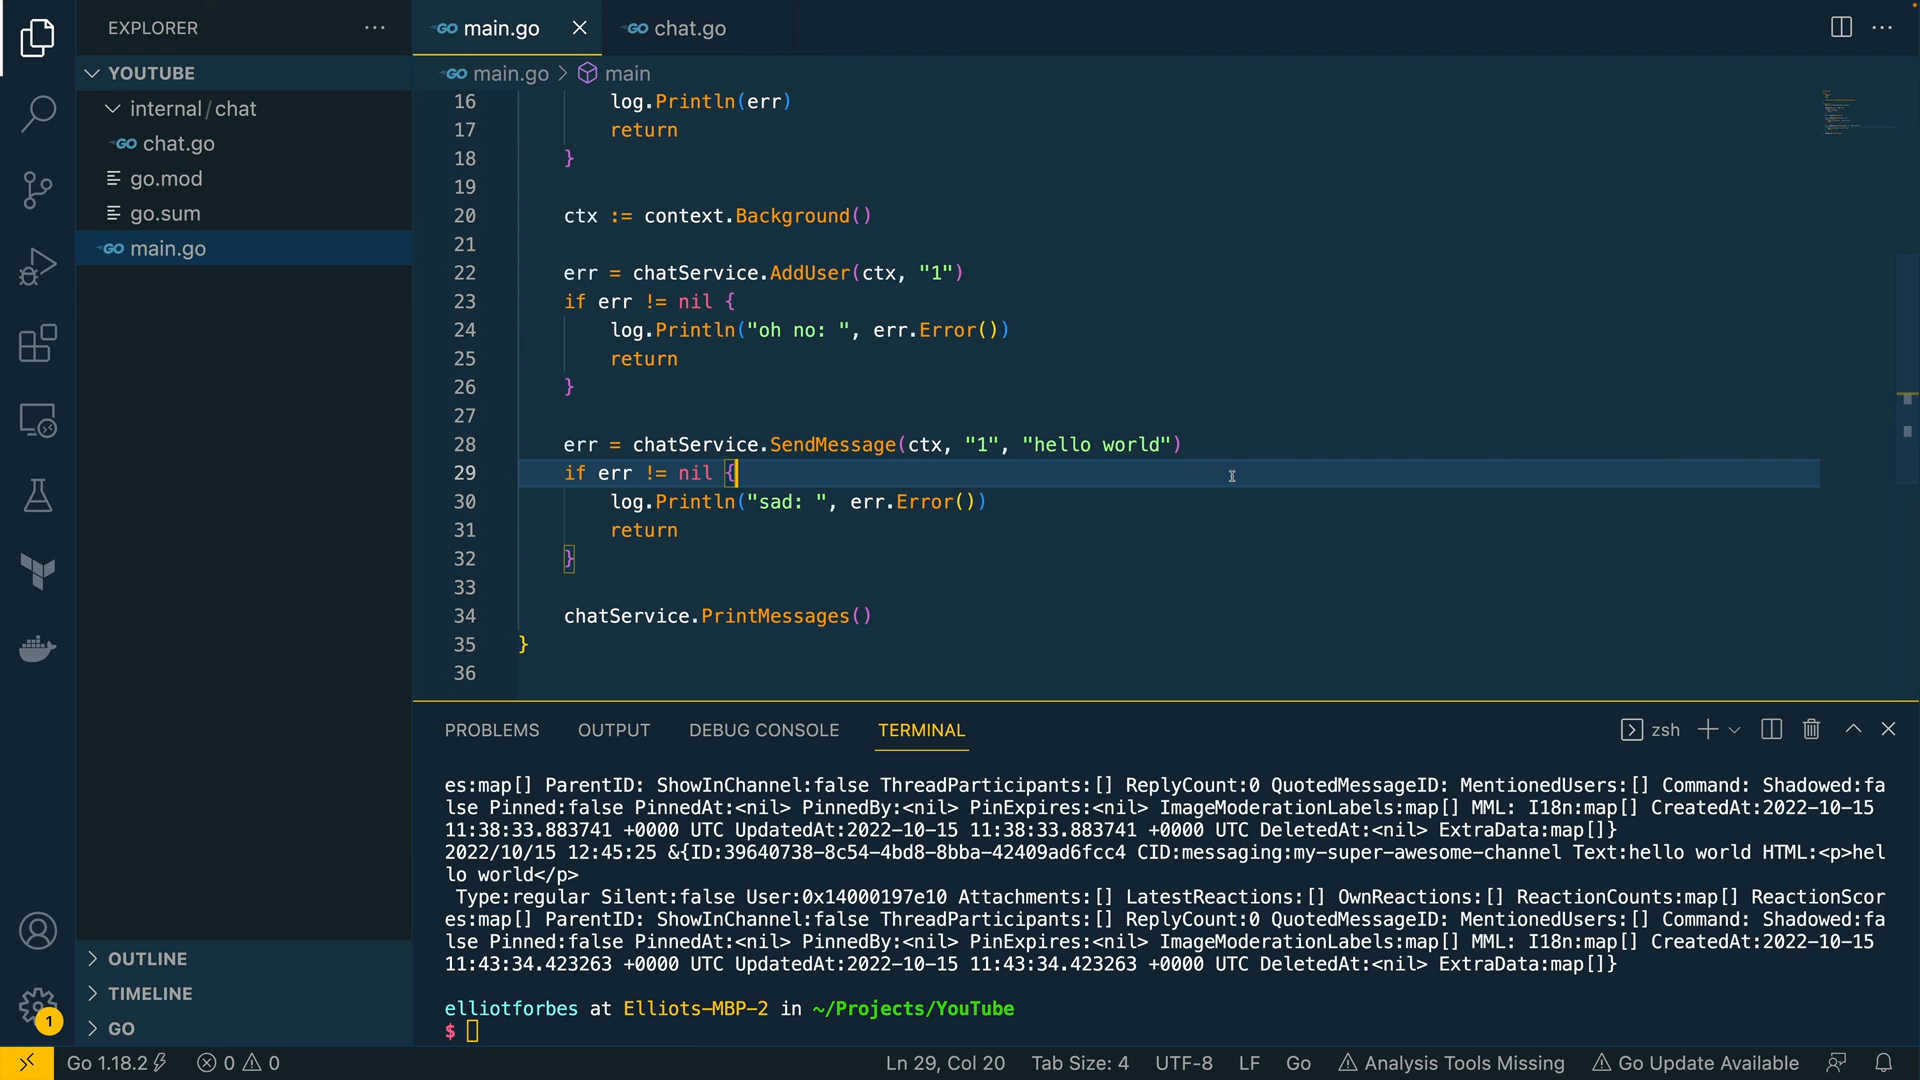 EXPLORER
YOUTUBE
internal/chat
GO chat.go
go.mod
go.sum
GO main.go
OUTLINE
TIMELINE
GO
1
GO main.go
GO chat.go
GO main.go > main
16 log.Println(err)
17 return
18 }
19
20 ctx := context.Background()
21
22 err = chatService.AddUser(ctx, "1")
23 if err != nil {
24 log.Println("oh no: ", err.Error())
25 return
26 }
27
28 err = chatService.SendMessage(ctx, "1", "hello world")
29 if err != nil {
30 log.Println("sad: ", err.Error())
31 return
32 }
33
34 chatService.PrintMessages()
35 }
36
PROBLEMS OUTPUT DEBUG CONSOLE TERMINAL
zsh
es:map[] ParentID: ShowInChannel:false ThreadParticipants:[] ReplyCount:0 QuotedMessageID: MentionedUsers:[] Command: Shadowed:fa
lse Pinned:false PinnedAt:<nil> PinnedBy:<nil> PinExpires:<nil> ImageModerationLabels:map[] MML: I18n:map[] CreatedAt:2022-10-15
11:38:33.883741 +0000 UTC UpdatedAt:2022-10-15 11:38:33.883741 +0000 UTC DeletedAt:<nil> ExtraData:map[]}
2022/10/15 12:45:25 &{ID:39640738-8c54-4bd8-8bba-42409ad6fcc4 CID:messaging:my-super-awesome-channel Text:hello world HTML:<p>hel
lo world</p>
Type:regular Silent:false User:0x14000197e10 Attachments:[] LatestReactions:[] OwnReactions:[] ReactionCounts:map[] ReactionScor
es:map[] ParentID: ShowInChannel:false ThreadParticipants:[] ReplyCount:0 QuotedMessageID: MentionedUsers:[] Command: Shadowed:fa
lse Pinned:false PinnedAt:<nil> PinnedBy:<nil> PinExpires:<nil> ImageModerationLabels:map[] MML: I18n:map[] CreatedAt:2022-10-15
11:43:34.423263 +0000 UTC UpdatedAt:2022-10-15 11:43:34.423263 +0000 UTC DeletedAt:<nil> ExtraData:map[]}
elliotforbes at Elliots-MBP-2 in ~/Projects/YouTube
$
Go 1.18.2 0 0 Ln 29, Col 20 Tab Size: 4 UTF-8 LF Go Analysis Tools Missing Go Update Available